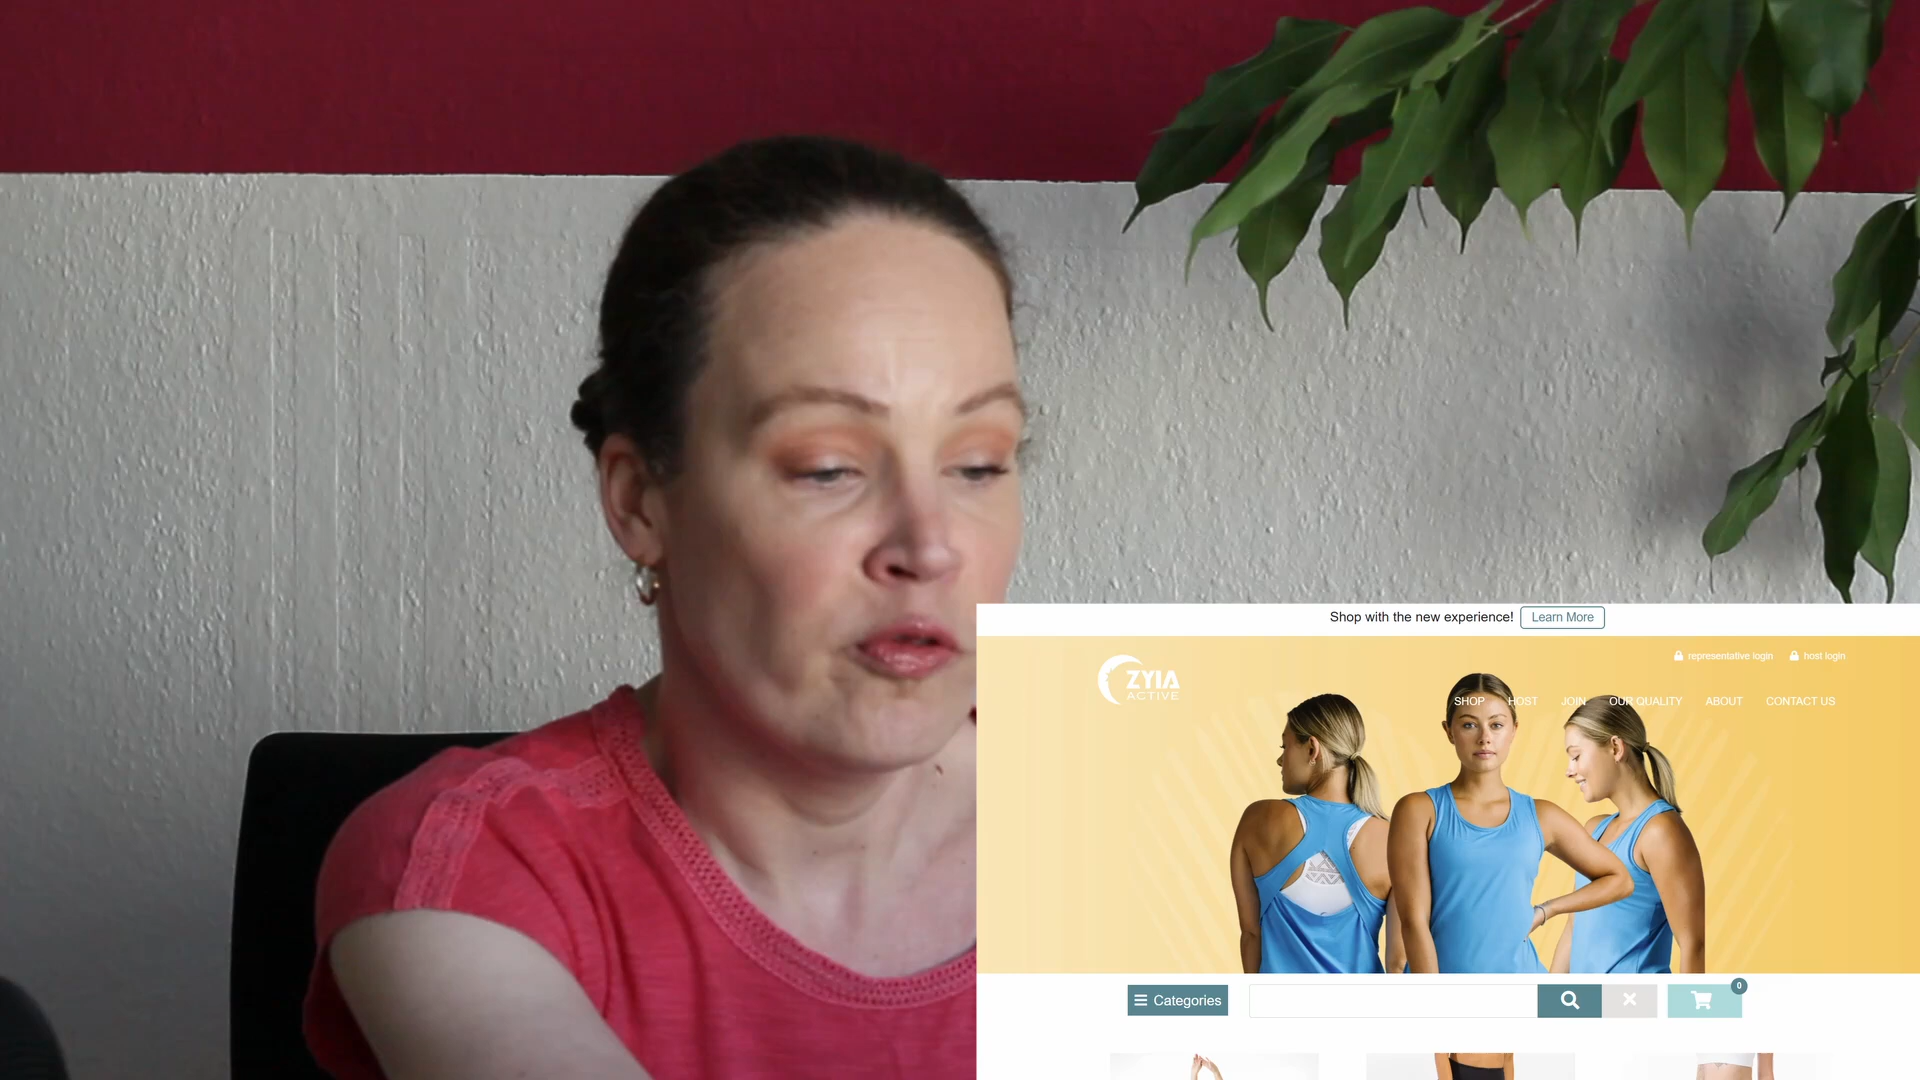 Shop with the new experience! Learn More
representative login host login
ZYIA
ACTIVE
SHOP HOST JOIN OUR QUALITY ABOUT CONTACT US
Categories
0